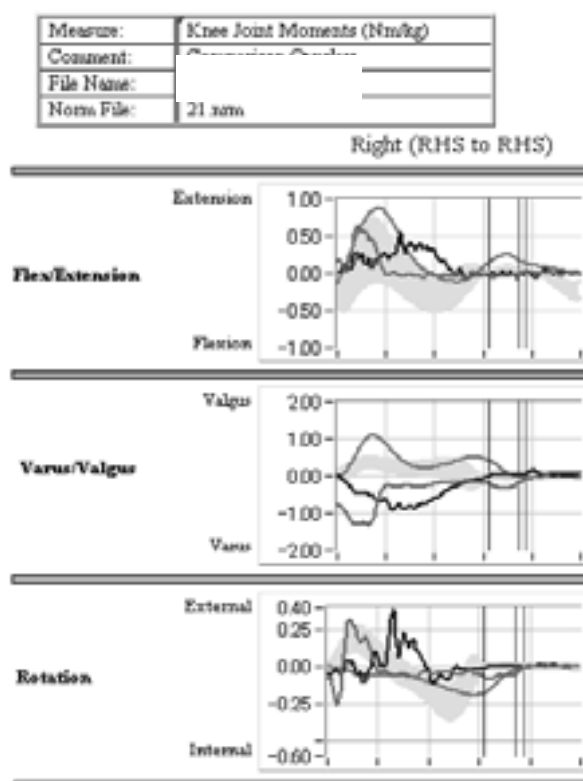 Measure: Knee Joint Moments (Nm/kg)
Comment:
File Name:
Norm File: 21.nrm
Right (RHS to RHS)
Extension
Flex/Extension
Flexion
1.00
0.50
0.00
-0.50
-1.00
Valgus
Varus/Valgus
Varus
2.00
1.00
0.00
-1.00
-2.00
External
Rotation
Internal
0.40
0.25
0.00
-0.25
-0.60